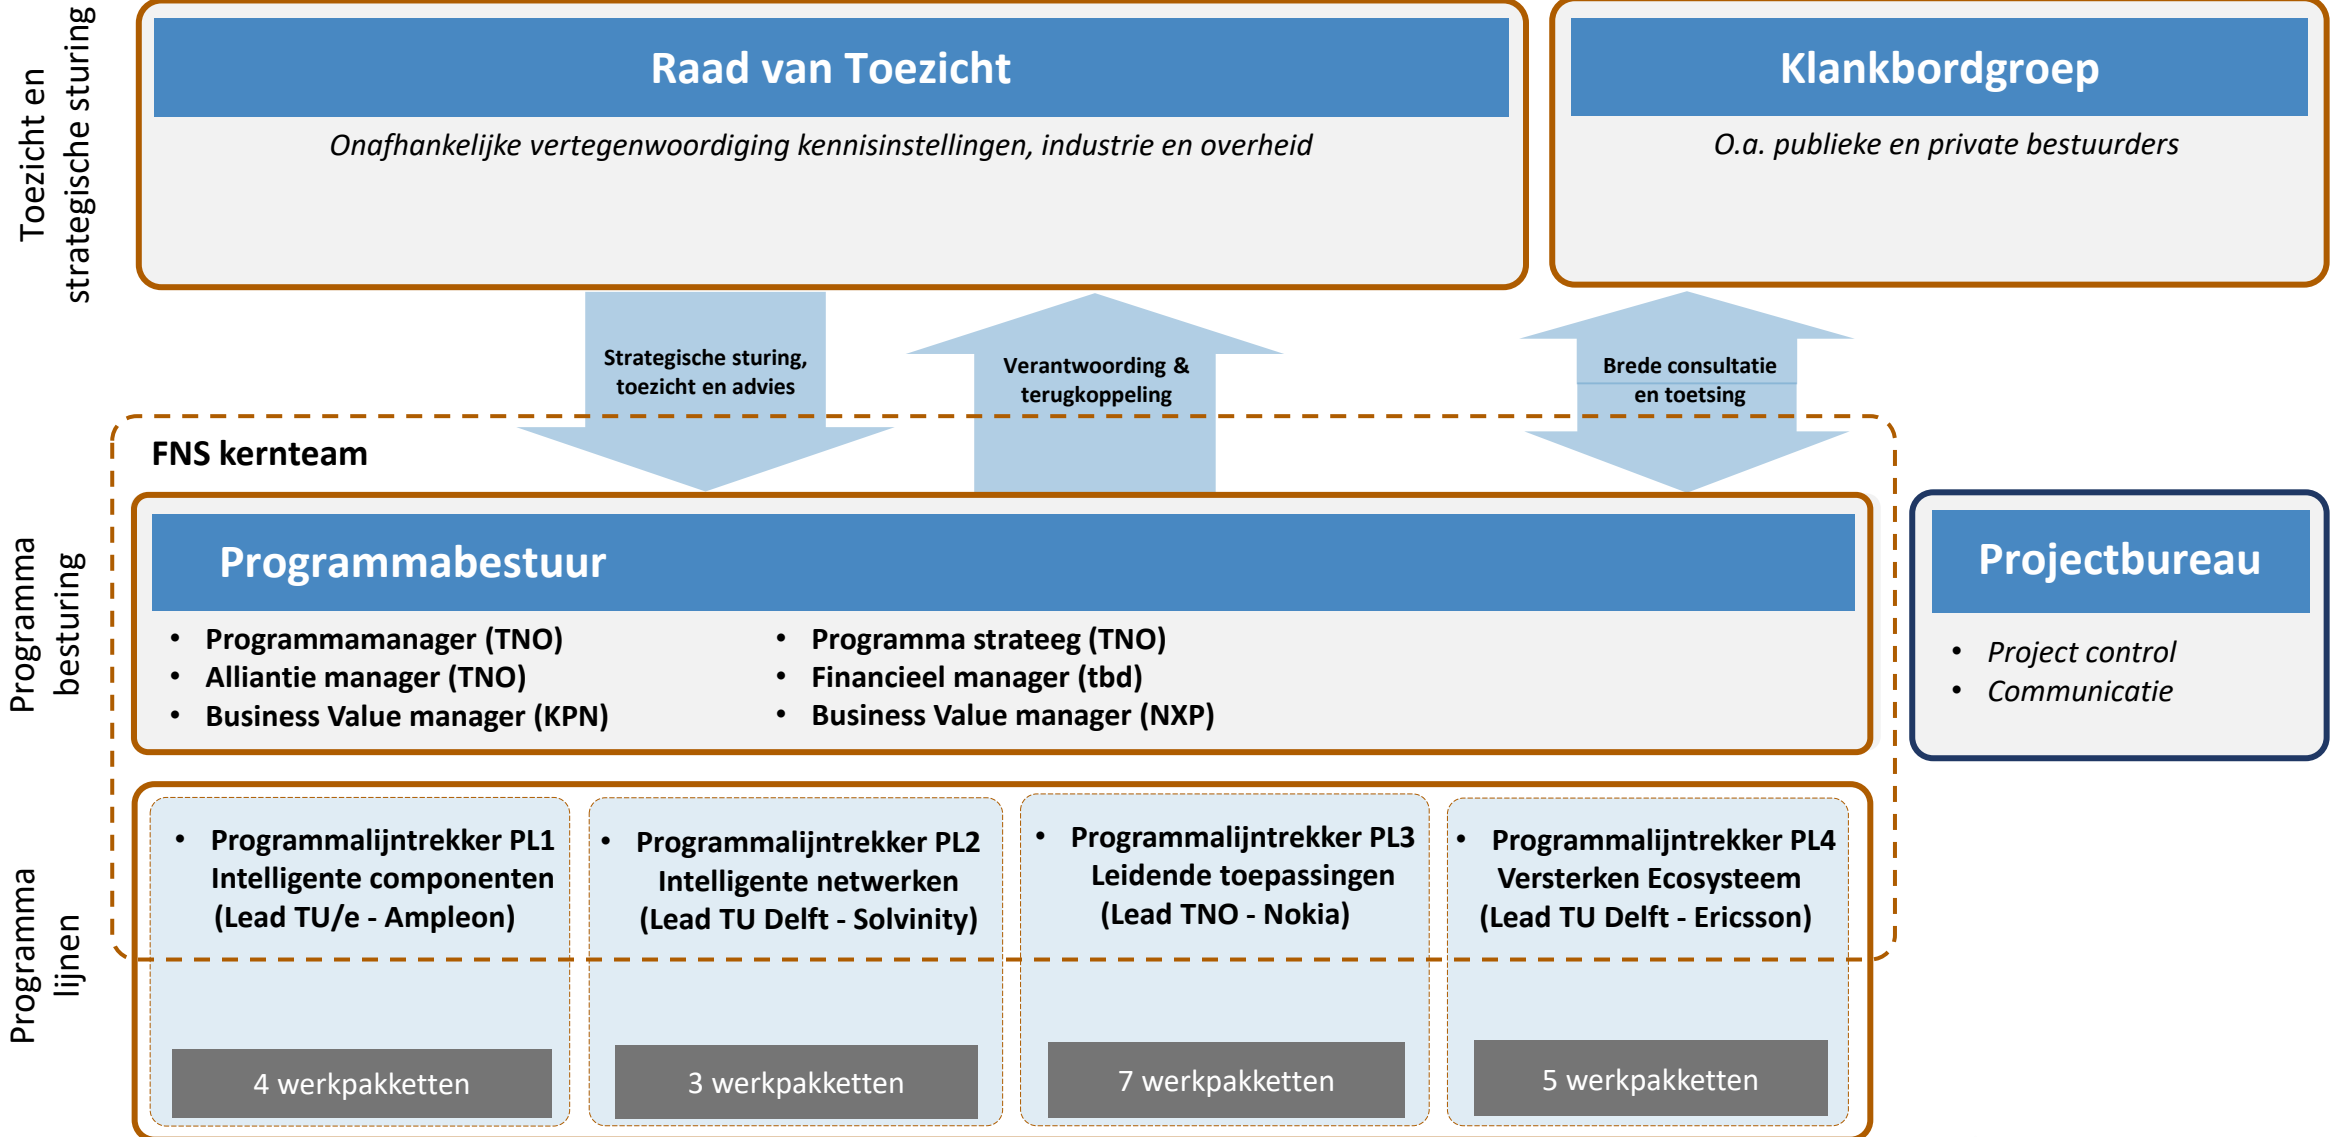 Toezicht en
strategische sturing
Raad van Toezicht
Onafhankelijke vertegenwoordiging kennisinstellingen, industrie en overheid
Klankbordgroep
O.a. publieke en private bestuurders
Strategische sturing,
toezicht en advies
Verantwoording &
terugkoppeling
Brede consultatie
en toetsing
FNS kernteam
Programma
besturing
Programmabestuur
• Programmamanager (TNO)
• Alliantie manager (TNO)
• Business Value manager (KPN)
• Programma strateeg (TNO)
• Financieel manager (tbd)
• Business Value manager (NXP)
Projectbureau
• Project control
• Communicatie
Programma
lijnen
• Programmalijntrekker PL1
Intelligente componenten
(Lead TU/e - Ampleon)
4 werkpakketten
• Programmalijntrekker PL2
Intelligente netwerken
(Lead TU Delft - Solvinity)
3 werkpakketten
• Programmalijntrekker PL3
Leidende toepassingen
(Lead TNO - Nokia)
7 werkpakketten
• Programmalijntrekker PL4
Versterken Ecosysteem
(Lead TU Delft - Ericsson)
5 werkpakketten